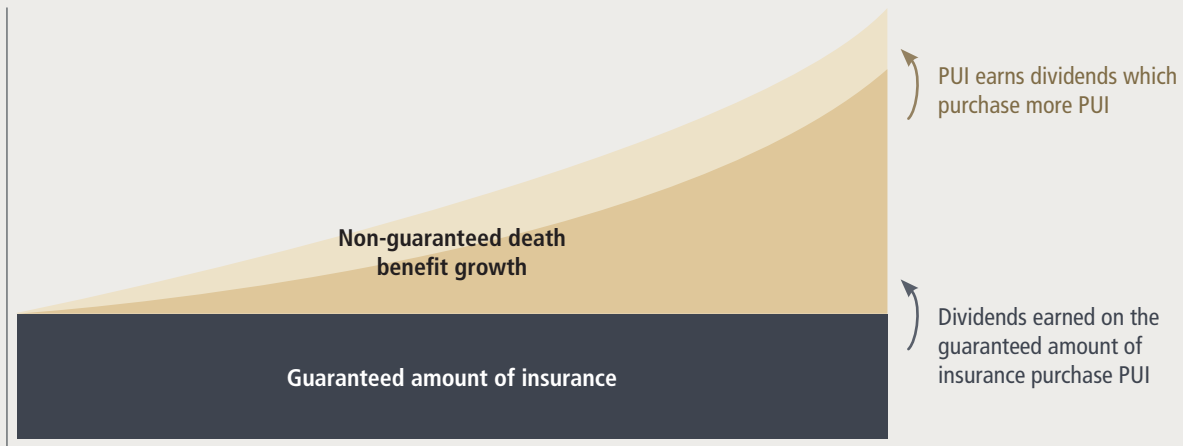 PUI earns dividends which
purchase more PUI
Non-guaranteed death
benefit growth
Dividends earned on the
guaranteed amount of
insurance purchase PUI
Guaranteed amount of insurance